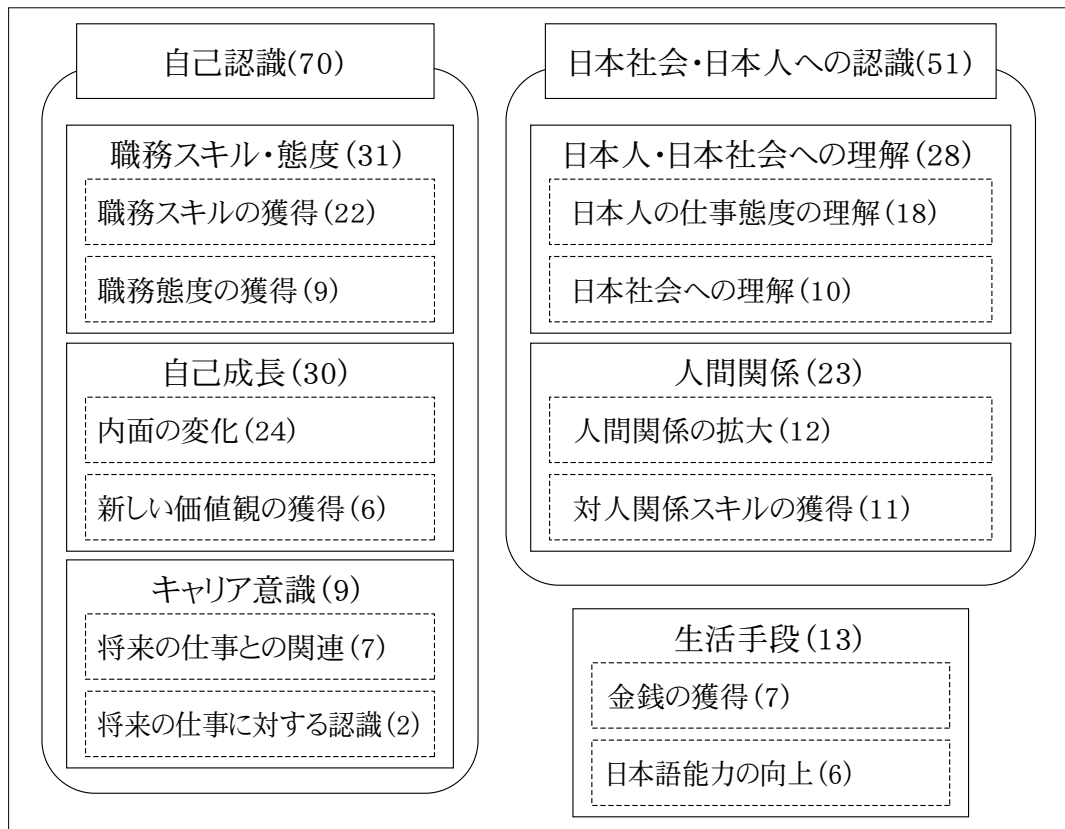 自己認識(70)
職務スキル・態度(31)
職務スキルの獲得(22)
職務態度の獲得(9)
自己成長(30)
内面の変化(24)
新しい価値観の獲得(6)
キャリア意識(9)
将来の仕事との関連(7)
将来の仕事に対する認識(2)
日本社会・日本人への認識(51)
日本人・日本社会への理解(28)
日本人の仕事態度の理解(18)
日本社会への理解(10)
人間関係(23)
人間関係の拡大(12)
対人関係スキルの獲得(11)
生活手段(13)
金銭の獲得(7)
日本語能力の向上(6)